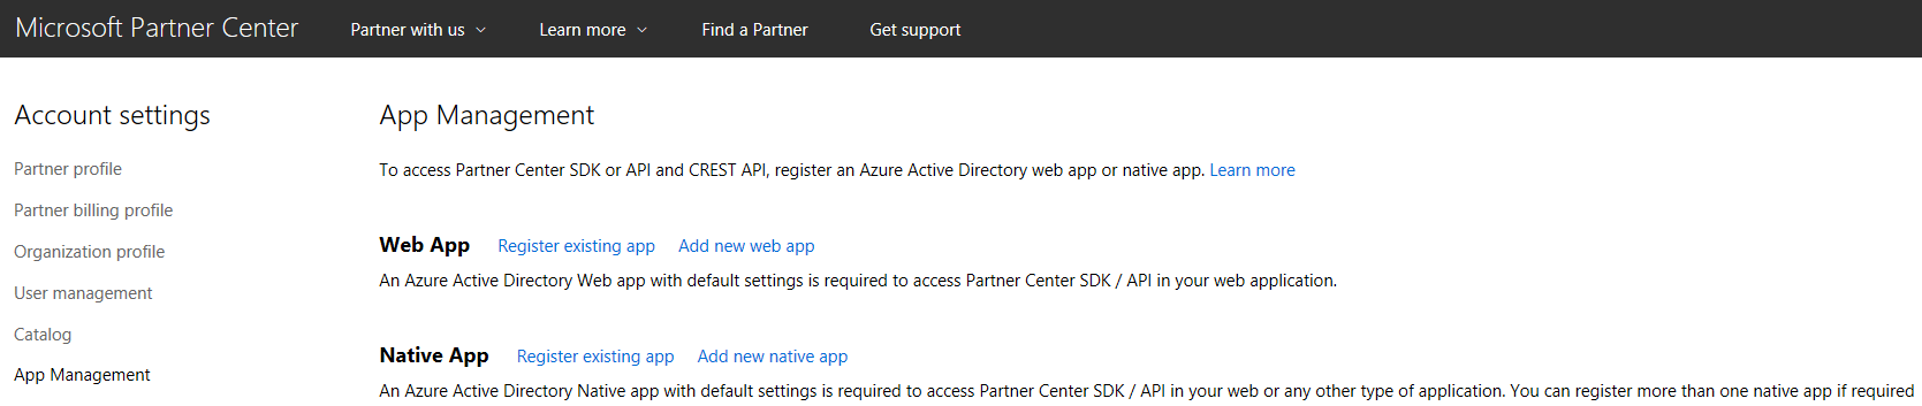 Microsoft Partner Center Partner with us Learn more Find a Partner Get support
Account settings
Partner profile
Partner billing profile
Organization profile
User management
Catalog
App Management
App Management
To access Partner Center SDK or API and CREST API, register an Azure Active Directory web app or native app. Learn more
Web App Register existing app Add new web app
An Azure Active Directory Web app with default settings is required to access Partner Center SDK / API in your web application.
Native App Register existing app Add new native app
An Azure Active Directory Native app with default settings is required to access Partner Center SDK / API in your web or any other type of application. You can register more than one native app if required